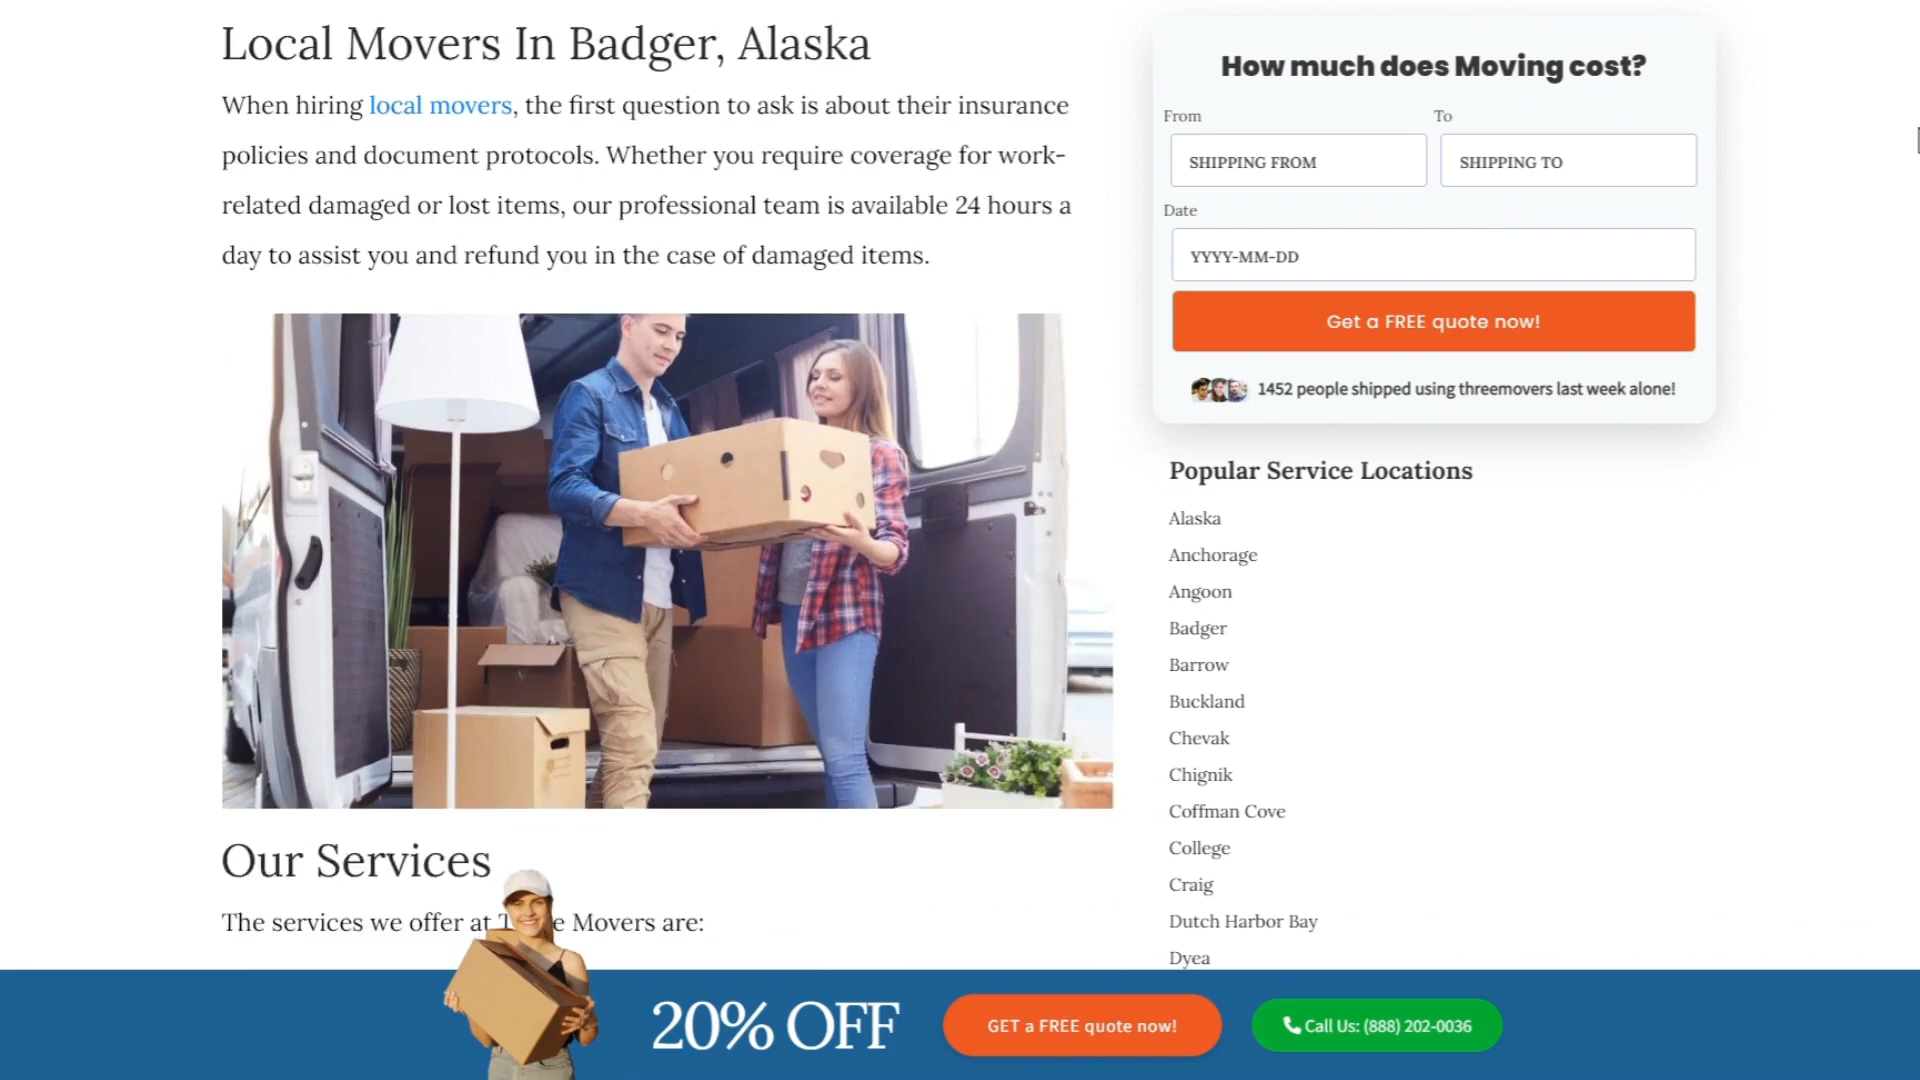 Local Movers In Badger, Alaska
When hiring local movers, the first question to ask is about their insurance
policies and document protocols. Whether you require coverage for work-
related damaged or lost items, our professional team is available 24 hours a
day to assist you and refund you in the case of damaged items.
Our Services
The services we offer at T e Movers are:
How much does Moving cost?
From
To
SHIPPING FROM
SHIPPING TO
Date
YYYY-MM-DD
Get a FREE quote now!
1452 people shipped using threemovers last week alone!
Popular Service Locations
Alaska
Anchorage
Angoon
Badger
Barrow
Buckland
Chevak
Chignik
Coffman Cove
College
Craig
Dutch Harbor Bay
Dyea
20% OFF
GET a FREE quote now!
Call Us: (888) 202-0036